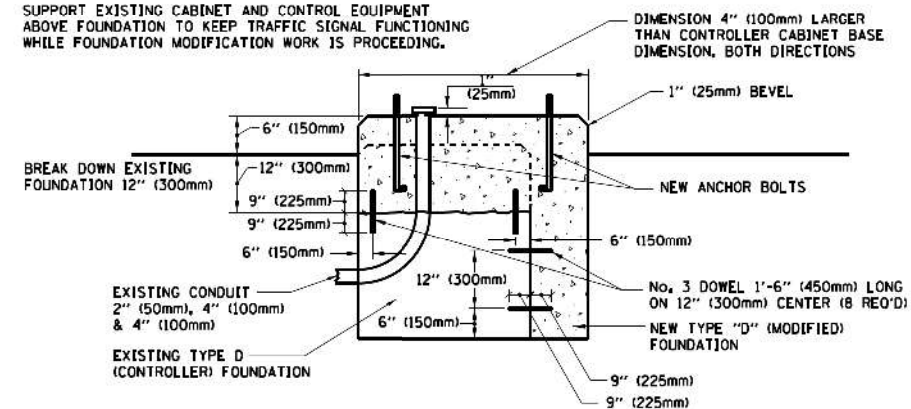 SUPPORT EXISTING CABINET AND CONTROL EQUIPMENT
ABOVE FOUNDATION TO KEEP TRAFFIC SIGNAL FUNCTIONING
WHILE FOUNDATION MODIFICATION WORK IS PROCEEDING.
DIMENSION 4" (100mm) LARGER
THAN CONTROLLER CABINET BASE
DIMENSION, BOTH DIRECTIONS
1"
(25mm)
1" (25mm) BEVEL
6" (150mm)
BREAK DOWN EXISTING
FOUNDATION 12" (300mm)
12" (300mm)
NEW ANCHOR BOLTS
9" (225mm)
9" (225mm)
6" (150mm)
6" (150mm)
12" (300mm)
6" (150mm)
EXISTING CONDUIT
2" (50mm), 4" (100mm)
& 4" (100mm)
No. 3 DOWEL 1'-6" (450mm) LONG
ON 12" (300mm) CENTER (8 REQ'D)
NEW TYPE "D" (MODIFIED)
FOUNDATION
EXISTING TYPE D
(CONTROLLER) FOUNDATION
9" (225mm)
9" (225mm)